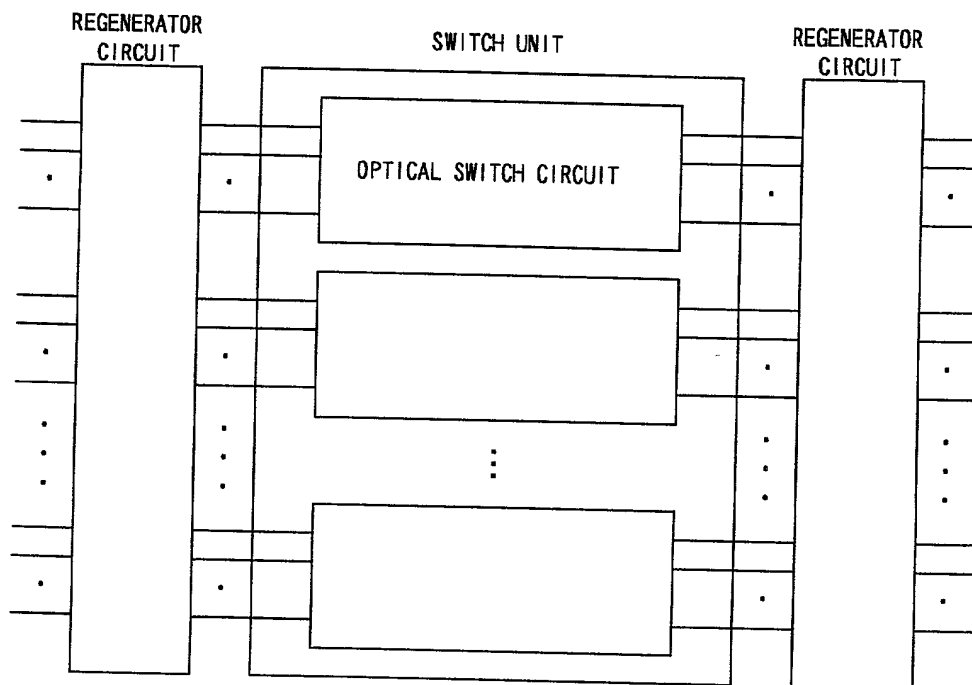 REGENERATOR
CIRCUIT
SWITCH UNIT
REGENERATOR
CIRCUIT
OPTICAL SWITCH CIRCUIT